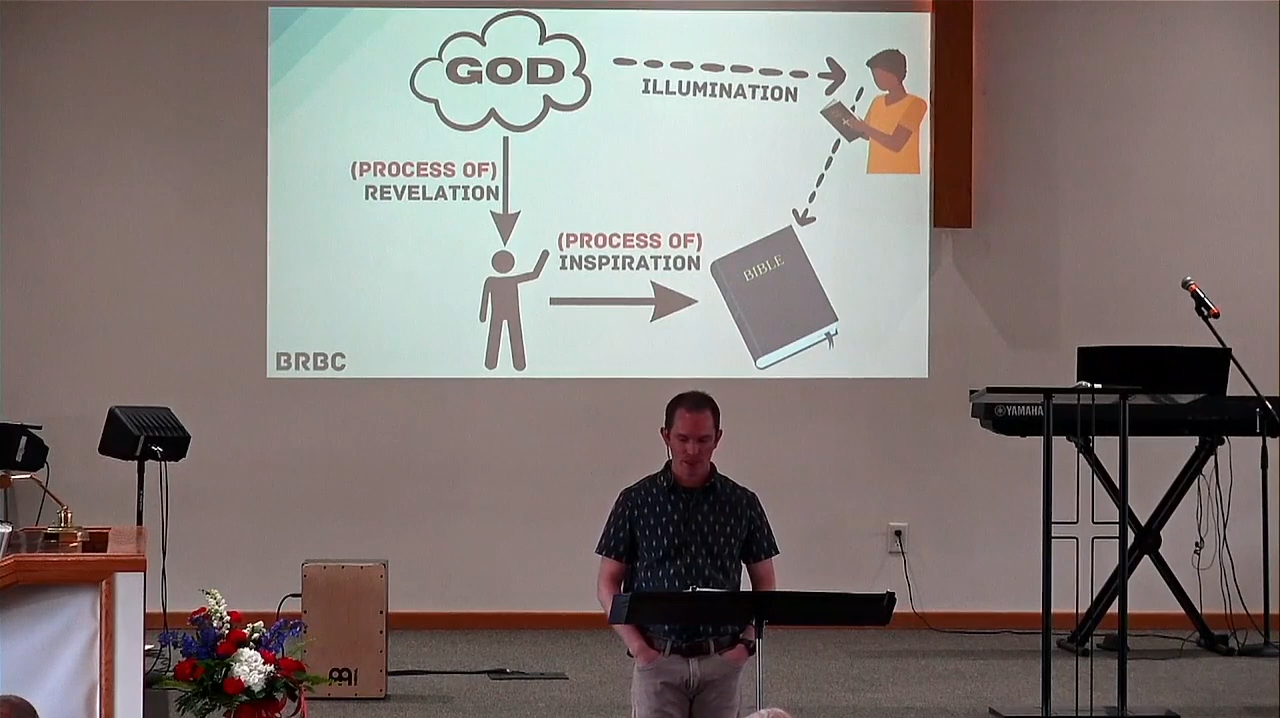 GOD
ILLUMINATION
(PROCESS OF)
REVELATION
(PROCESS OF)
INSPIRATION
BIBLE
BRBC
YAMAHA